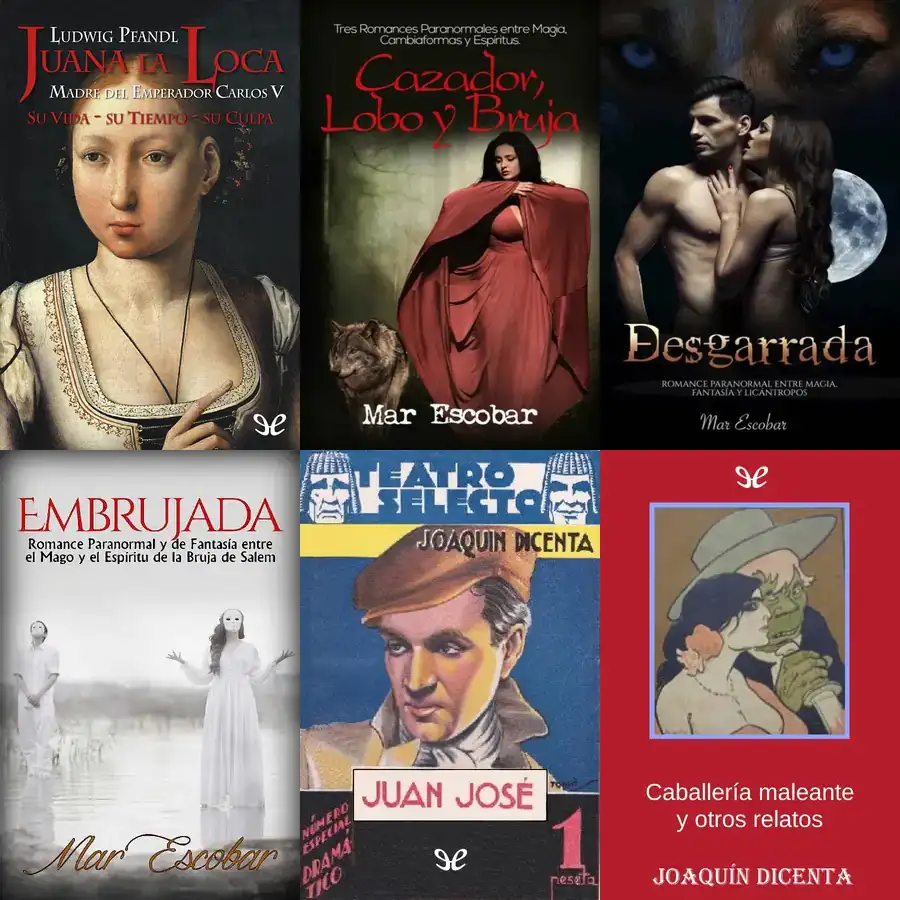 LUDWIG PFANDL
JUANA LA LOCA
MADRE DEL EMPERADOR CARLOS V
SU VIDA - SU TIEMPO - SU CULPA
Tres Romances Paranormales entre Magia,
Cambiaformas y Espíritus.
Cazador,
Lobo y Bruja
Mar Escobar
Desgarrada
ROMANCE PARANORMAL ENTRE MAGIA,
FANTASÍA Y LICÁNTROPOS
Mar Escobar
EMBRUJADA
Romance Paranormal y de Fantasía entre
el Mago y el Espíritu de la Bruja de Salem
Mar Escobar
TEATRO
SELECTO
JOAQUIN DICENTA
JUAN JOSÉ
NÚMERO
ESPECIAL
DRAMÁ-
TICO
1
peseta
Caballería maleante
y otros relatos
JOAQUÍN DICENTA